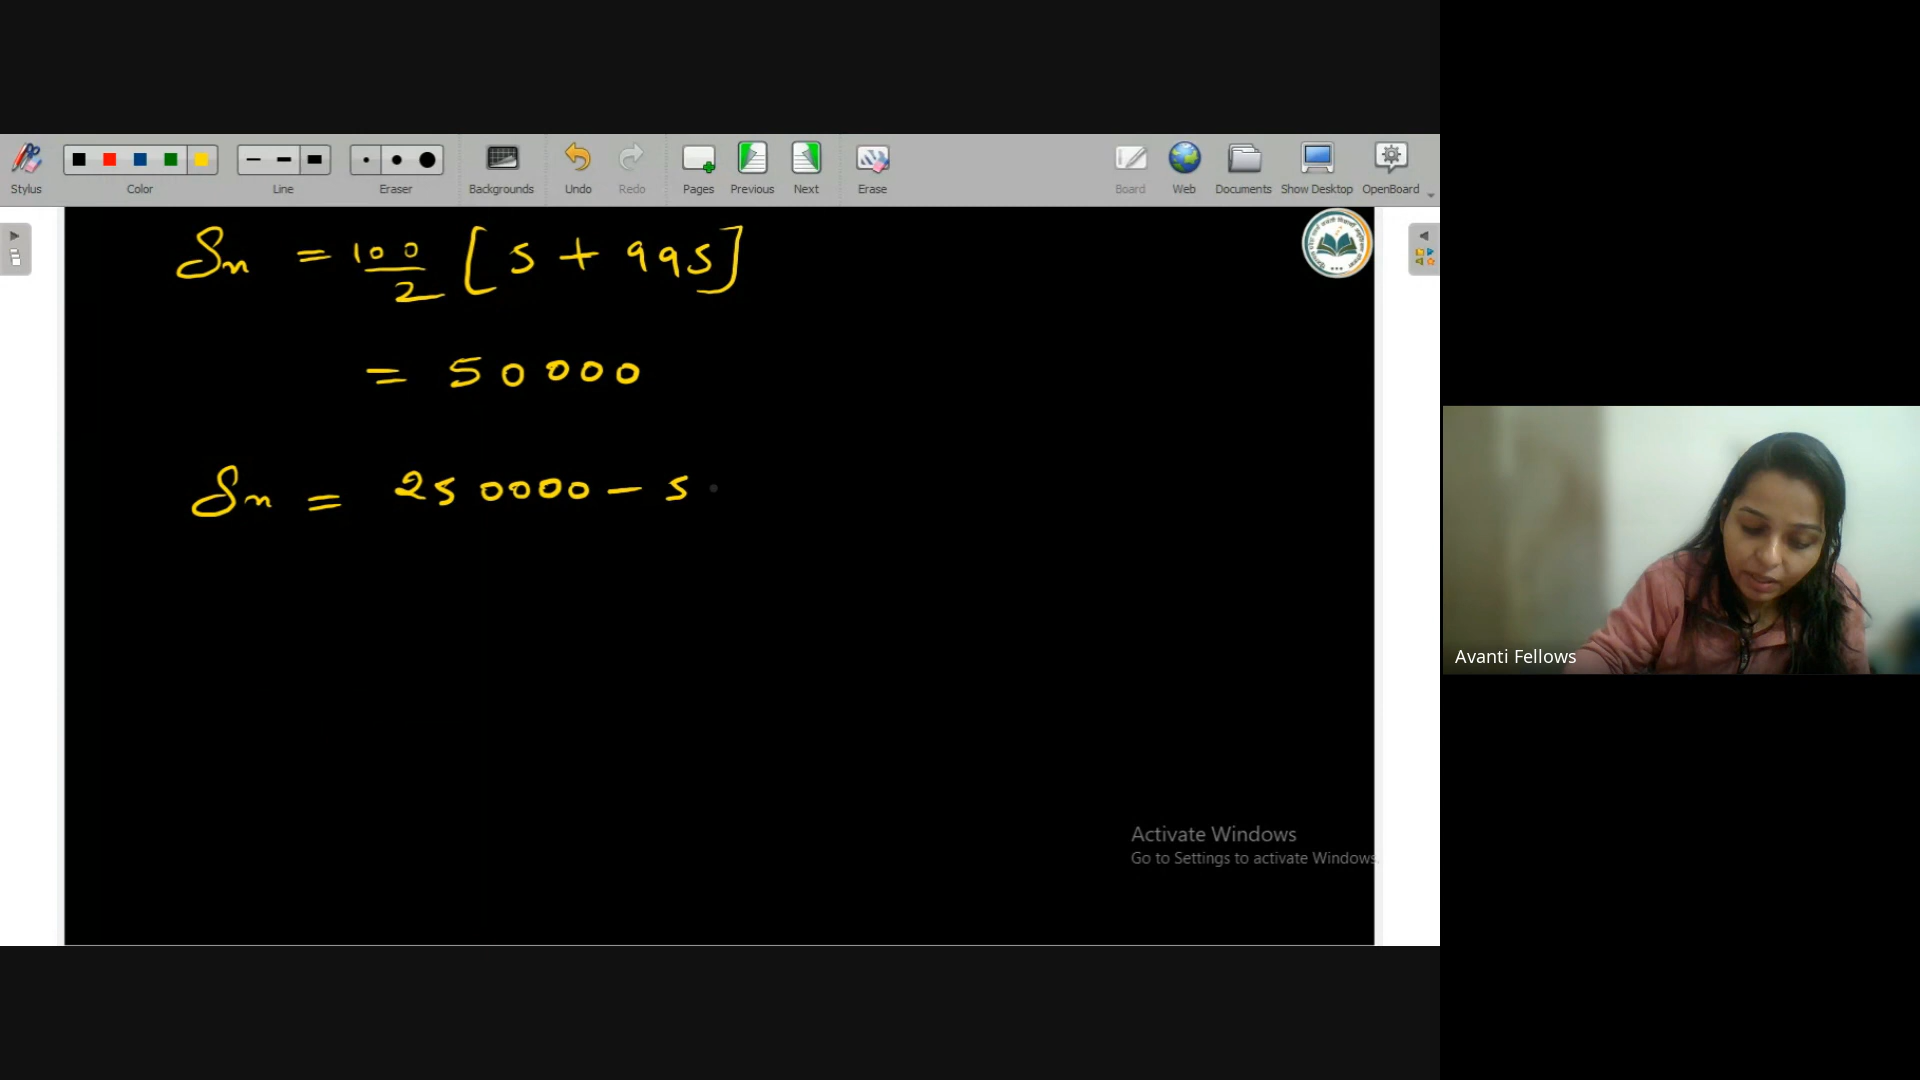 Stylus Color Line Eraser Backgrounds Undo Redo Pages Previous Next Erase Board Web Documents Show Desktop OpenBoard
Sn = 100/2 [5 + 995]
= 50000
Sn = 250000 - 5
Avanti Fellows
Activate Windows
Go to Settings to activate Windows.